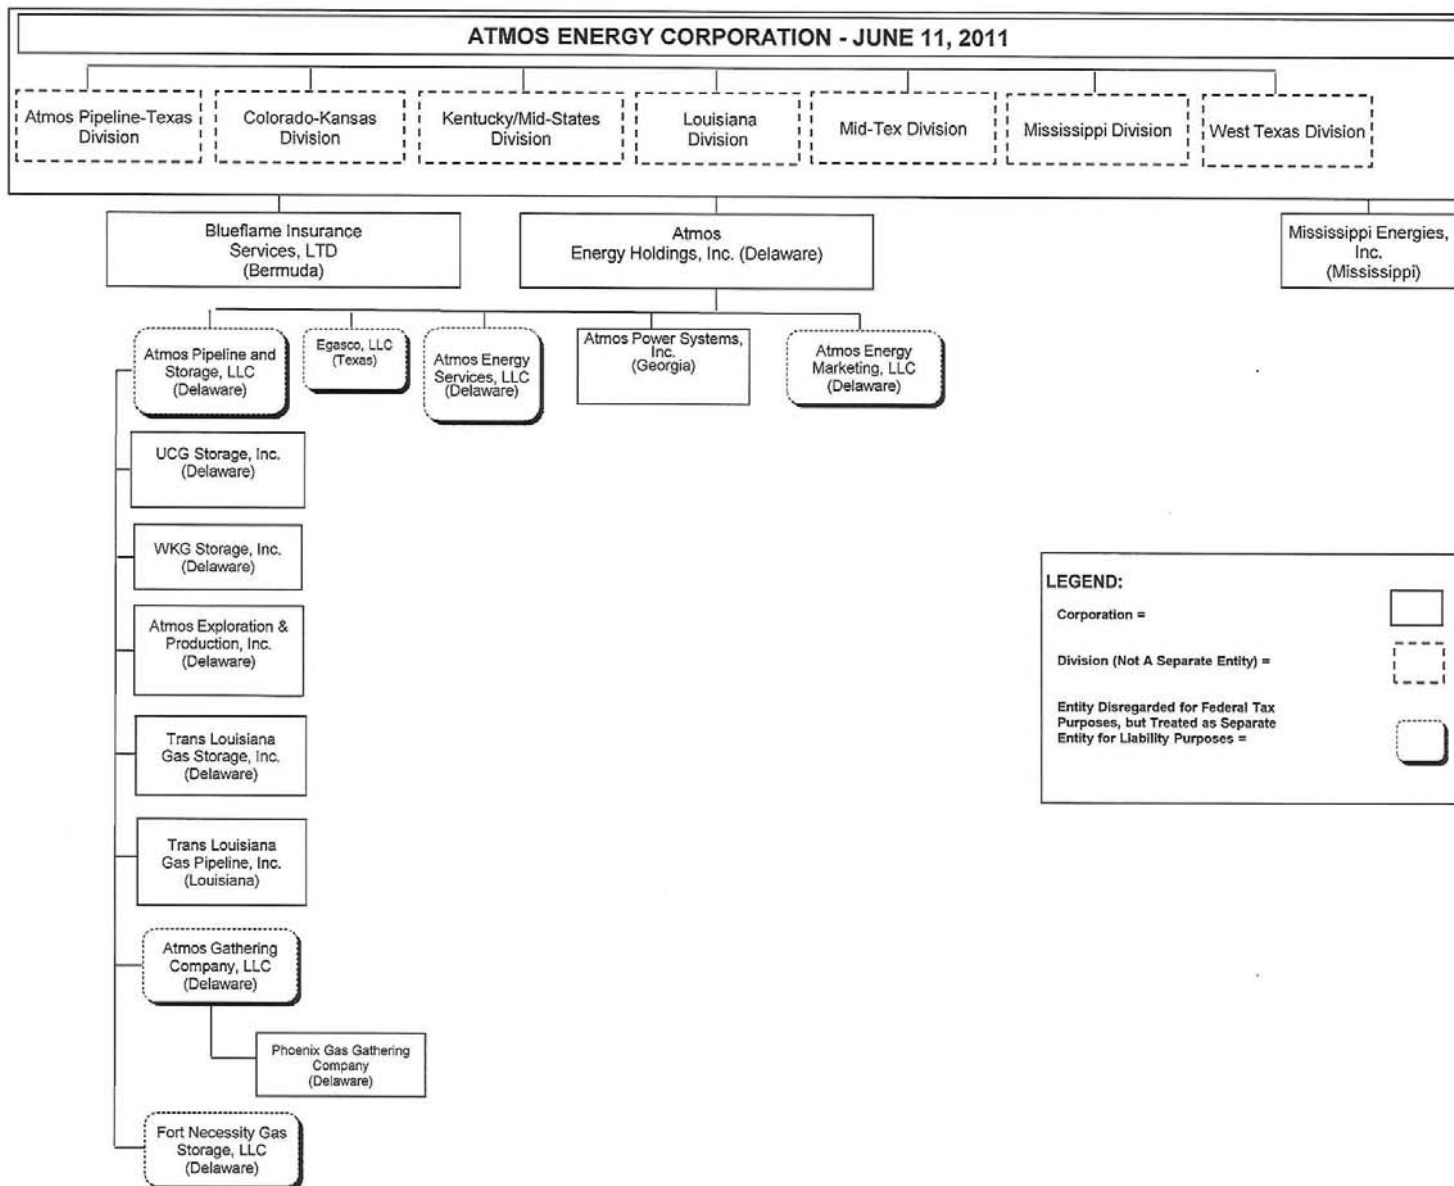 ATMOS ENERGY CORPORATION - JUNE 11, 2011
Atmos Pipeline-Texas
Division
Colorado-Kansas
Division
Kentucky/Mid-States
Division
Louisiana
Division
Mid-Tex Division
Mississippi Division
West Texas Division
Blueflame Insurance
Services, LTD
(Bermuda)
Atmos
Energy Holdings, Inc. (Delaware)
Mississippi Energies,
Inc.
(Mississippi)
Atmos Pipeline and
Storage, LLC
(Delaware)
Egasco, LLC
(Texas)
Atmos Energy
Services, LLC
(Delaware)
Atmos Power Systems,
Inc.
(Georgia)
Atmos Energy
Marketing, LLC
(Delaware)
UCG Storage, Inc.
(Delaware)
WKG Storage, Inc.
(Delaware)
Atmos Exploration &
Production, Inc.
(Delaware)
Trans Louisiana
Gas Storage, Inc.
(Delaware)
Trans Louisiana
Gas Pipeline, Inc.
(Louisiana)
Atmos Gathering
Company, LLC
(Delaware)
Phoenix Gas Gathering
Company
(Delaware)
Fort Necessity Gas
Storage, LLC
(Delaware)
LEGEND:
Corporation =
Division (Not A Separate Entity) =
Entity Disregarded for Federal Tax
Purposes, but Treated as Separate
Entity for Liability Purposes =